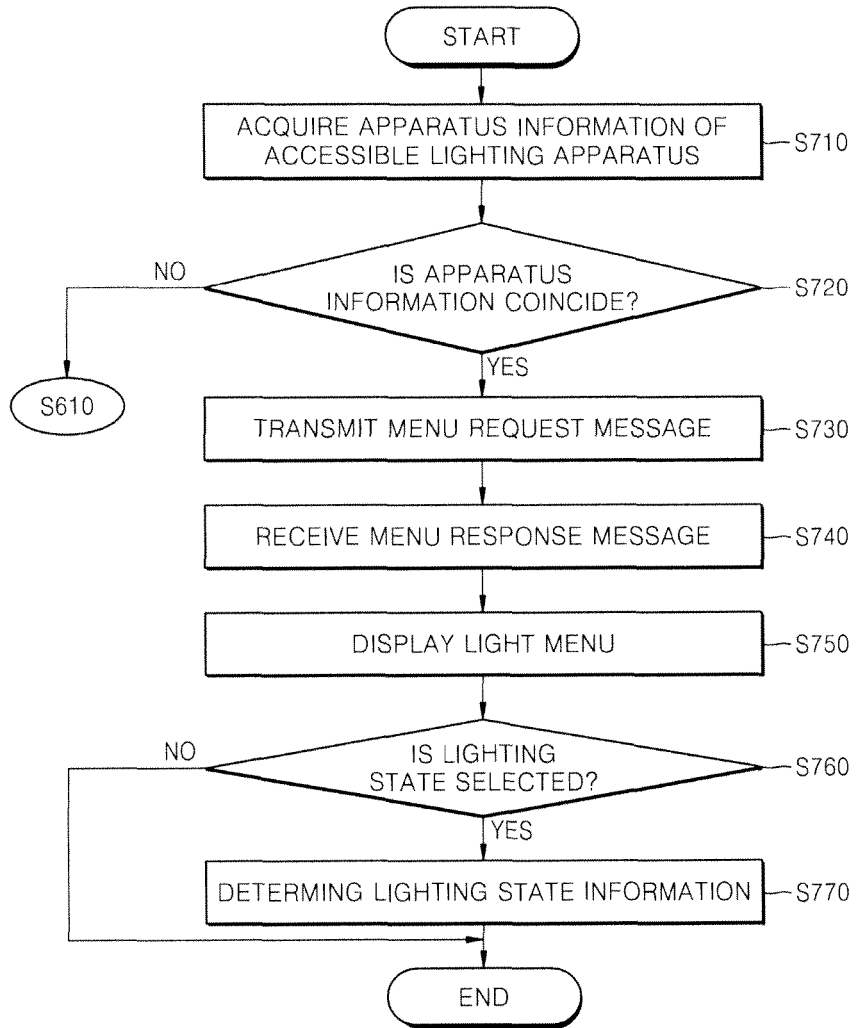 START
ACQUIRE APPARATUS INFORMATION OF
ACCESSIBLE LIGHTING APPARATUS
S710
IS APPARATUS
INFORMATION COINCIDE?
S720
NO
YES
S610
TRANSMIT MENU REQUEST MESSAGE
S730
RECEIVE MENU RESPONSE MESSAGE
S740
DISPLAY LIGHT MENU
S750
IS LIGHTING
STATE SELECTED?
S760
NO
YES
DETERMING LIGHTING STATE INFORMATION
S770
END